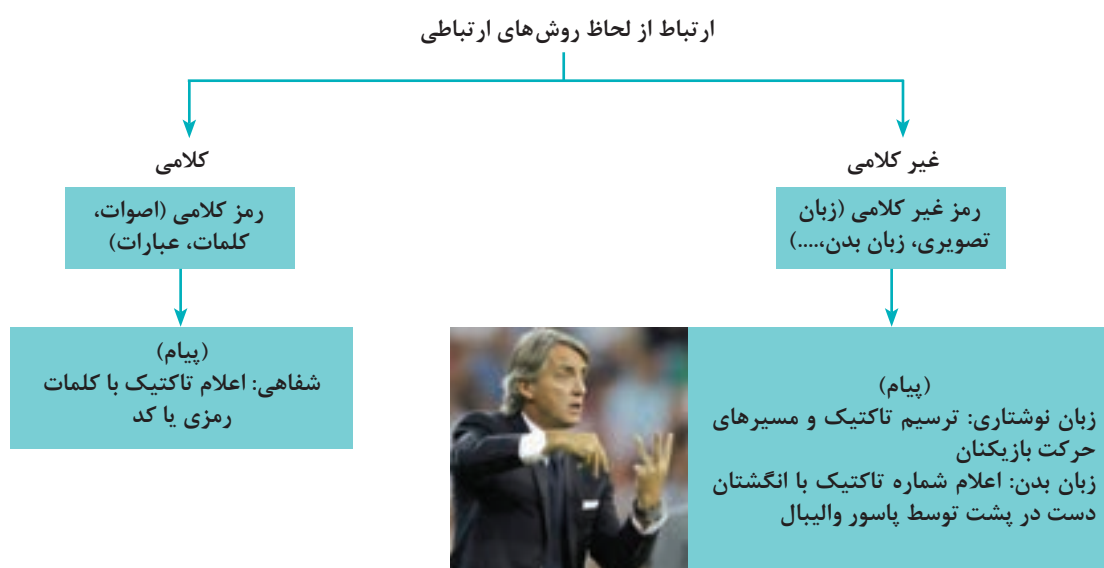 ارتباط از لحاظ روش‌های ارتباطی
غیر کلامی
رمز غیر کلامی (زبان
تصویری، زبان بدن،....)
(پیام)
زبان نوشتاری: ترسیم تاکتیک و مسیرهای
حرکت بازیکنان
زبان بدن: اعلام شماره تاکتیک با انگشتان
دست در پشت توسط پاسور والیبال
کلامی
رمز کلامی (اصوات،
کلمات، عبارات)
(پیام)
شفاهی: اعلام تاکتیک با کلمات
رمزی یا کد